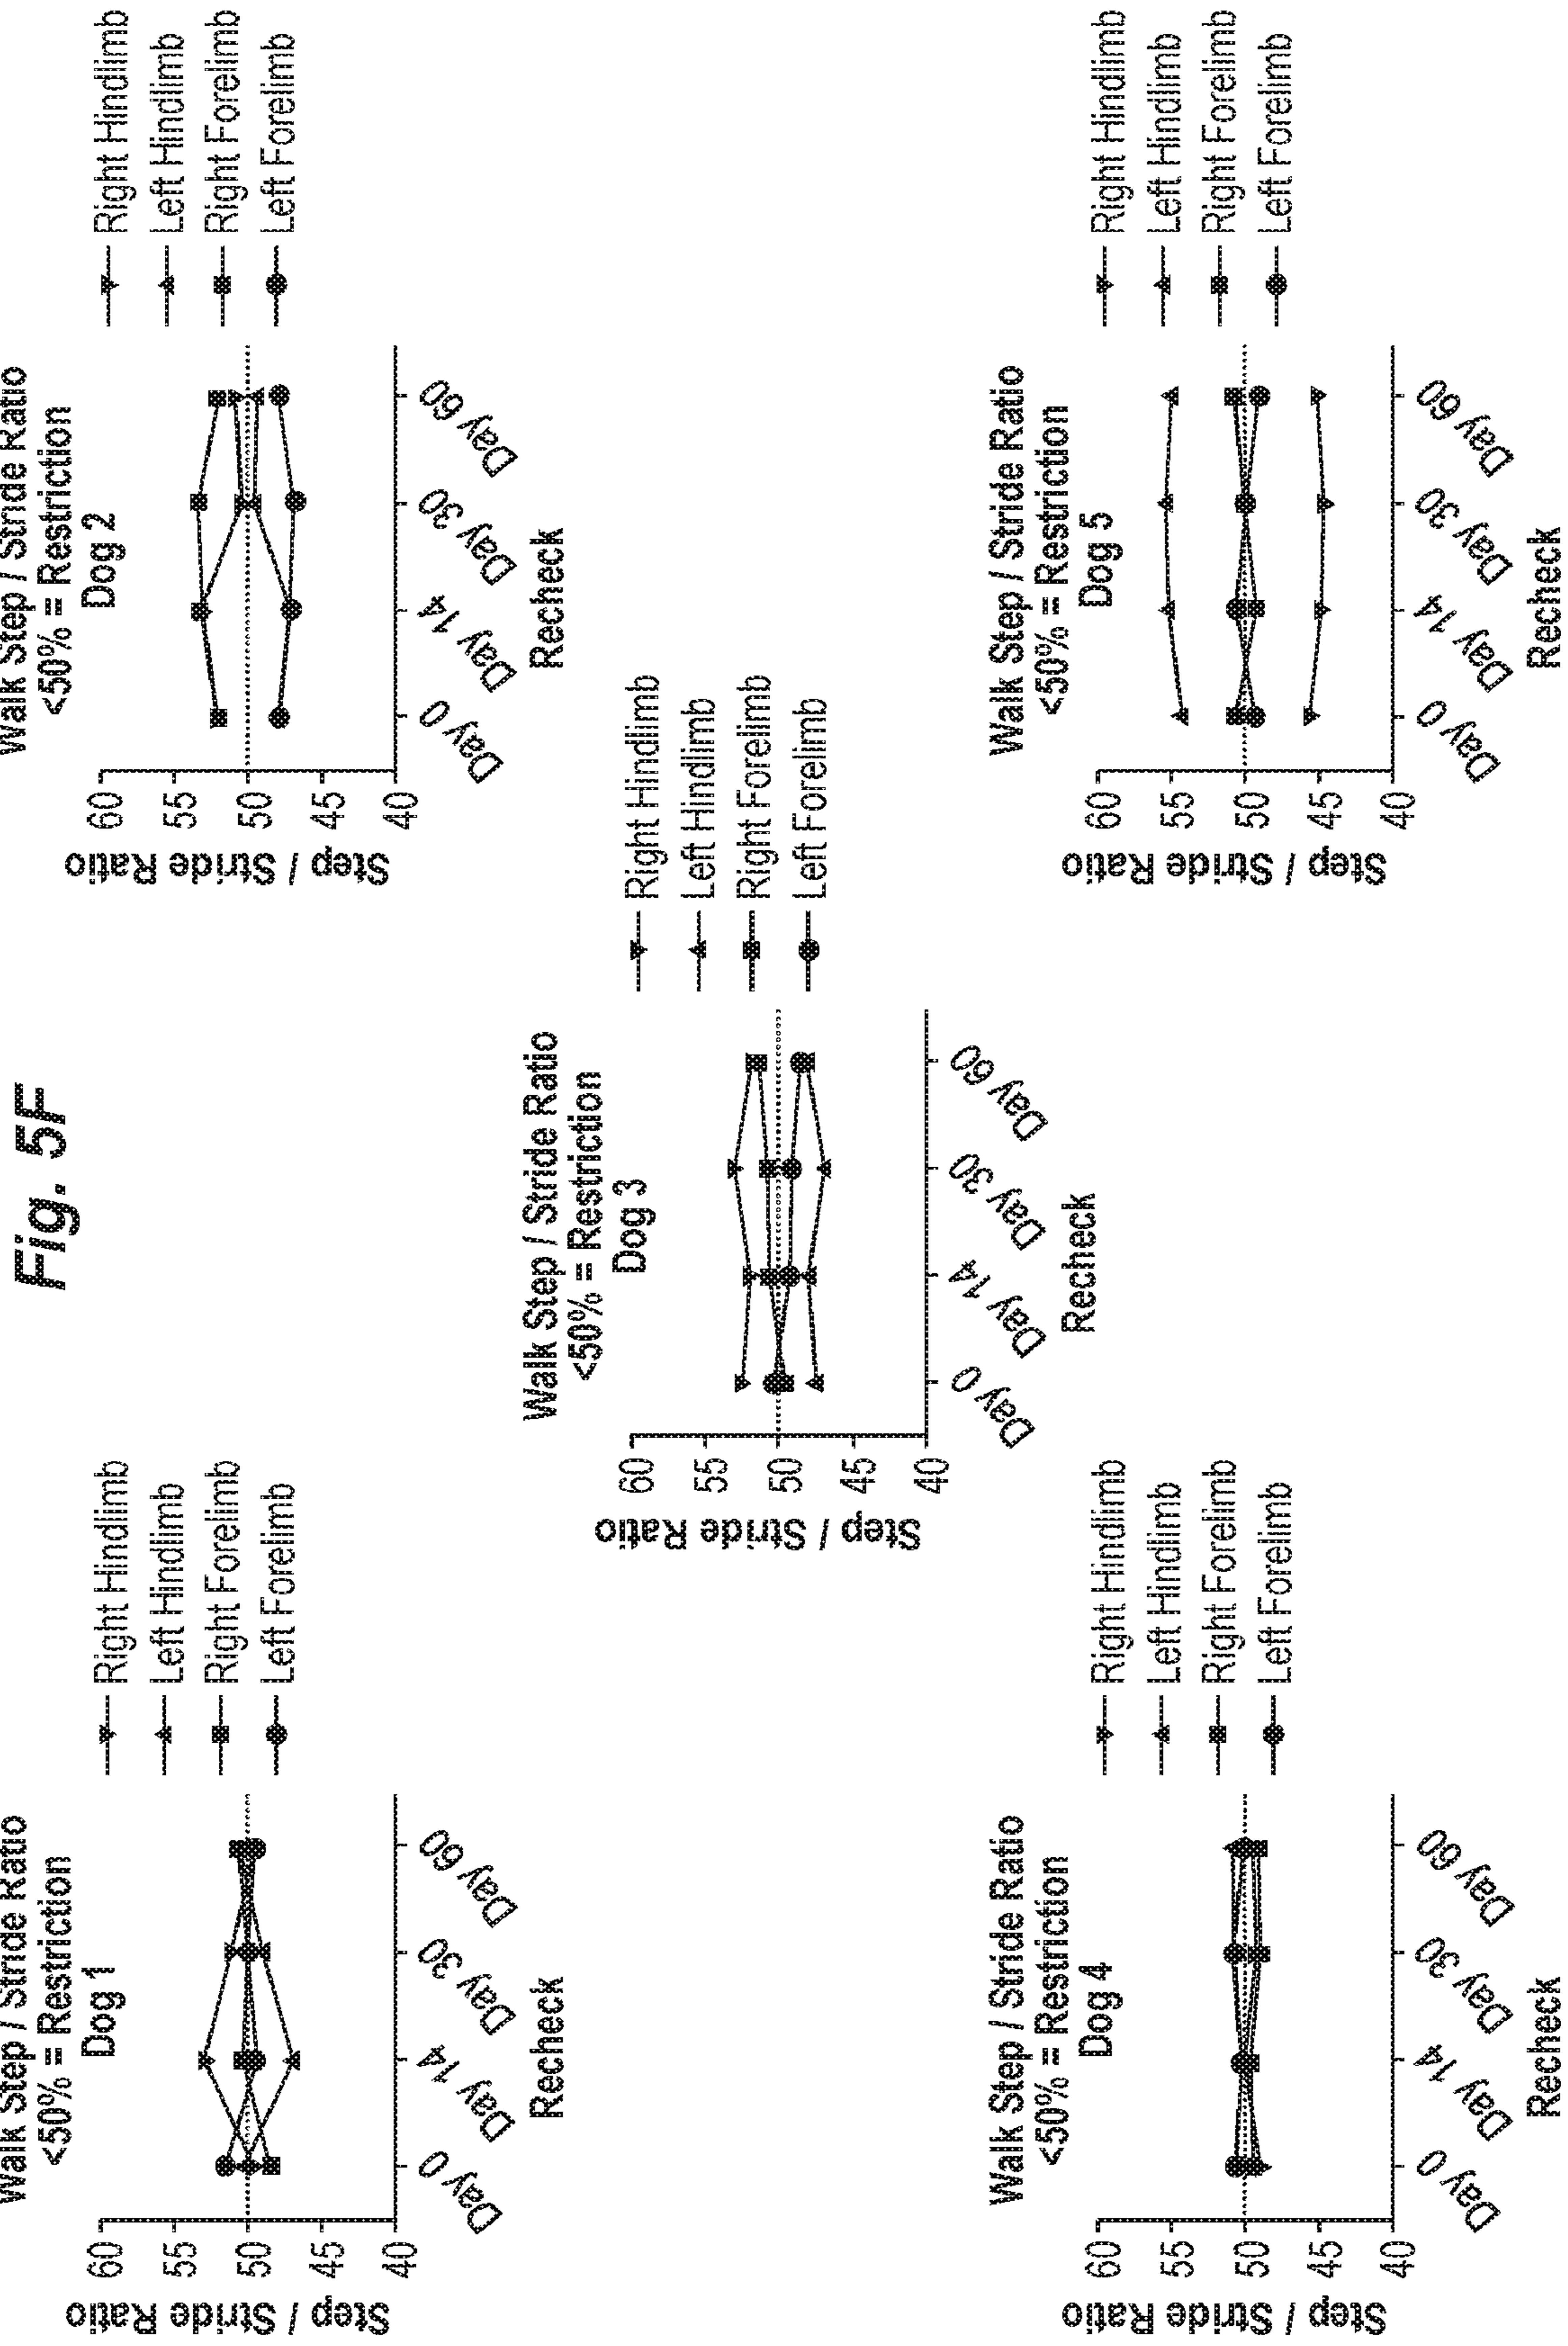 Fig. 5F
Walk Step / Stride Ratio
<50% = Restriction
Dog 1
Step / Stride Ratio
60
55
50
45
40
Day 0
Day 14
Day 30
Day 60
Recheck
Right Hindlimb
Left Hindlimb
Right Forelimb
Left Forelimb
Walk Step / Stride Ratio
<50% = Restriction
Dog 2
Step / Stride Ratio
60
55
50
45
40
Day 0
Day 14
Day 30
Day 60
Recheck
Right Hindlimb
Left Hindlimb
Right Forelimb
Left Forelimb
Walk Step / Stride Ratio
<50% = Restriction
Dog 3
Step / Stride Ratio
60
55
50
45
40
Day 0
Day 14
Day 30
Day 60
Recheck
Right Hindlimb
Left Hindlimb
Right Forelimb
Left Forelimb
Walk Step / Stride Ratio
<50% = Restriction
Dog 4
Step / Stride Ratio
60
55
50
45
40
Day 0
Day 14
Day 30
Day 60
Recheck
Right Hindlimb
Left Hindlimb
Right Forelimb
Left Forelimb
Walk Step / Stride Ratio
<50% = Restriction
Dog 5
Step / Stride Ratio
60
55
50
45
40
Day 0
Day 14
Day 30
Day 60
Recheck
Right Hindlimb
Left Hindlimb
Right Forelimb
Left Forelimb